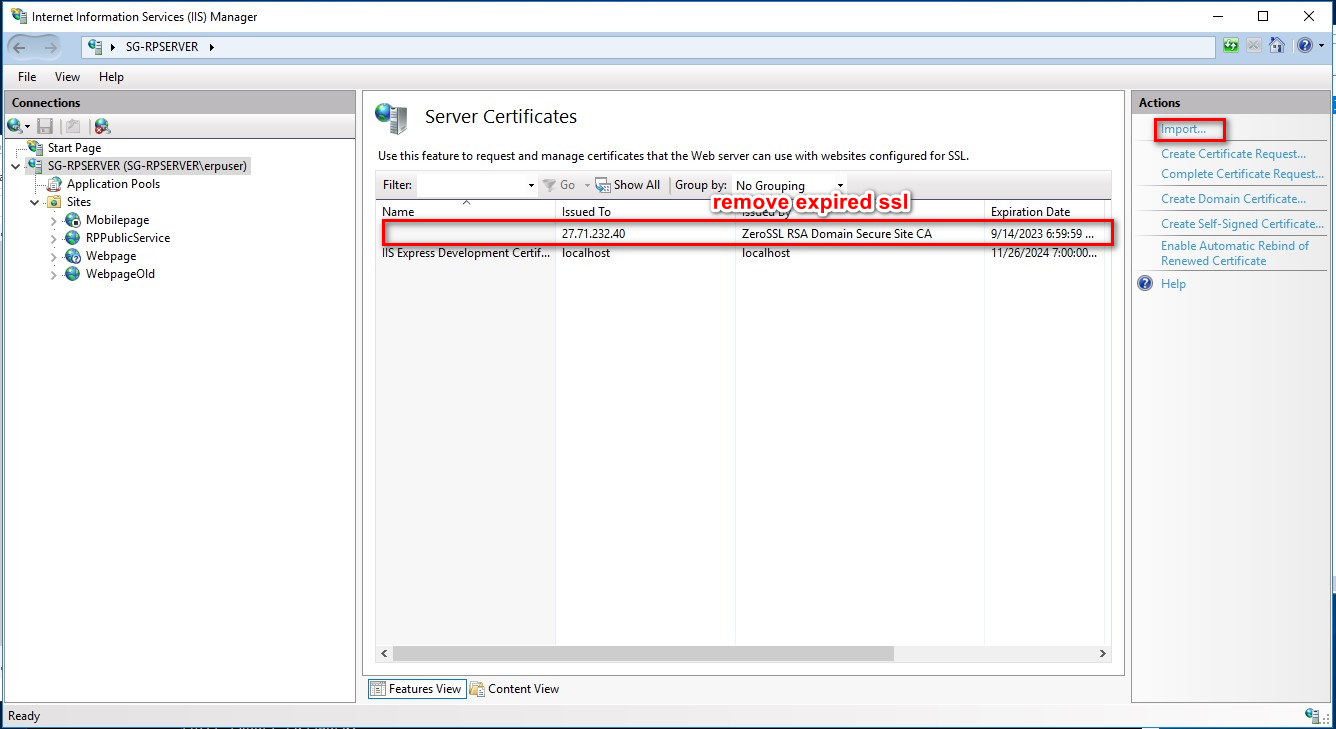 Internet Information Services (IIS) Manager
SG-RPSERVER
File View Help
Connections
Start Page
SG-RPSERVER (SG-RPSERVER\erpuser)
Application Pools
Sites
Mobilepage
RPPublicService
Webpage
WebpageOld
Server Certificates
Use this feature to request and manage certificates that the Web server can use with websites configured for SSL.
Filter: Go Show All Group by: No Grouping
remove expired ssl
Name Issued To Issued By Expiration Date
27.71.232.40 ZeroSSL RSA Domain Secure Site CA 9/14/2023 6:59:59 ...
IIS Express Development Certif... localhost localhost 11/26/2024 7:00:00...
Features View Content View
Actions
Import...
Create Certificate Request...
Complete Certificate Request...
Create Domain Certificate...
Create Self-Signed Certificate...
Enable Automatic Rebind of
Renewed Certificate
Help
Ready